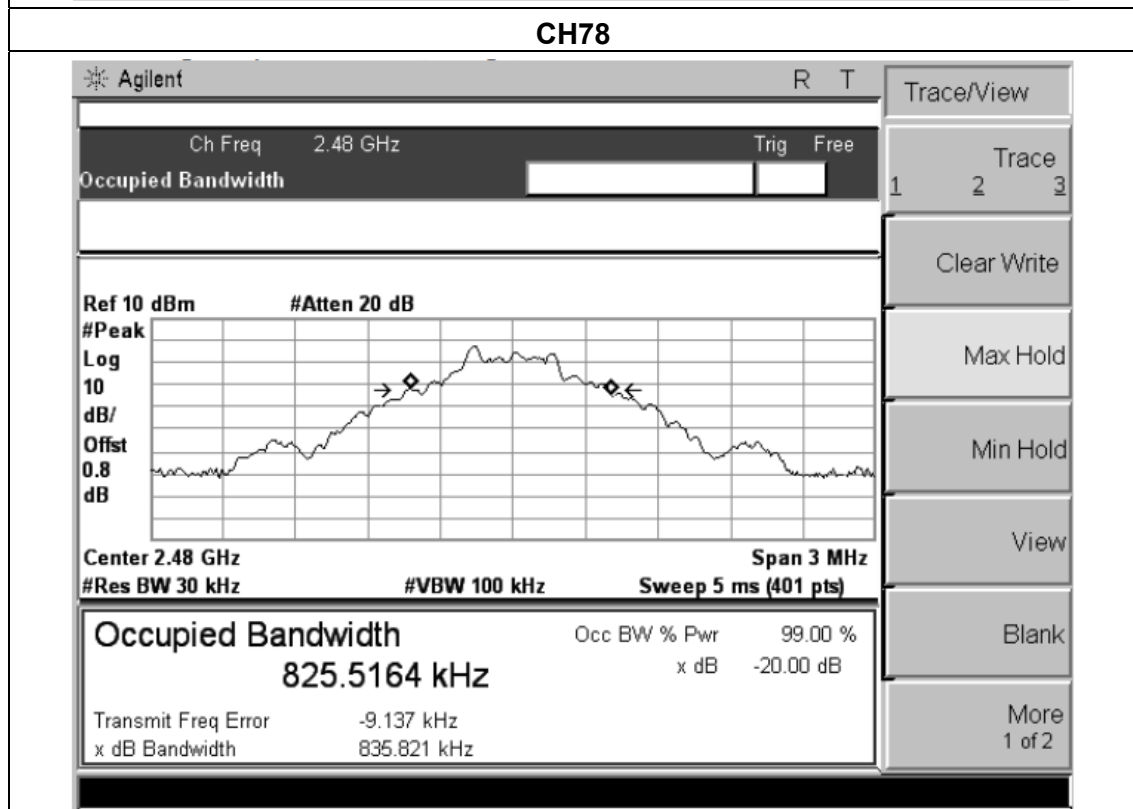 CH78
Agilent R T
Trace/View
Ch Freq 2.48 GHz Trig Free
Occupied Bandwidth
Trace
1 2 3
Clear Write
Ref 10 dBm #Atten 20 dB
#Peak
Log
10
dB/
Offst
0.8
dB
Max Hold
Min Hold
Center 2.48 GHz Span 3 MHz
#Res BW 30 kHz #VBW 100 kHz Sweep 5 ms (401 pts)
View
Occupied Bandwidth Occ BW % Pwr 99.00 %
825.5164 kHz x dB -20.00 dB
Blank
Transmit Freq Error -9.137 kHz
x dB Bandwidth 835.821 kHz
More
1 of 2